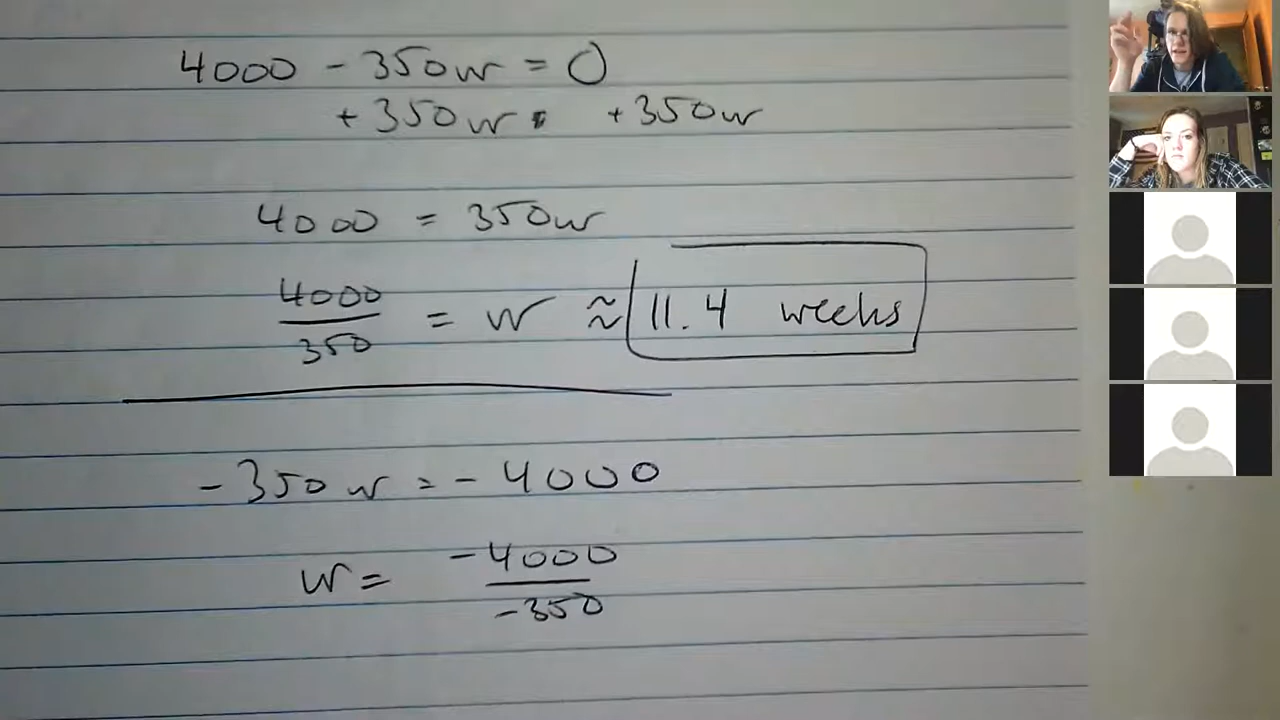 4000 - 350w = 0
+ 350w + 350w
4000 = 350w
4000/350 = w ≈ 11.4 weeks
-350w = -4000
w = -4000/-350